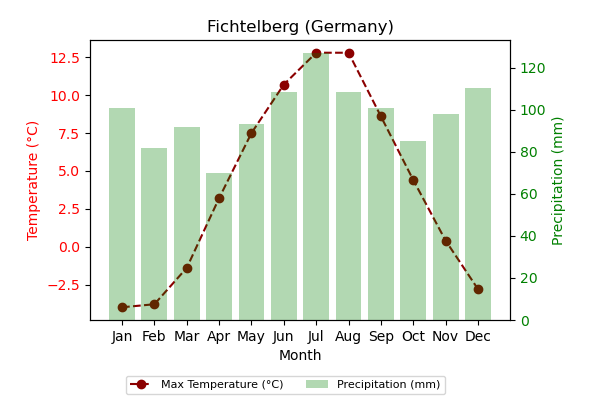 Fichtelberg (Germany)
12.5
10.0
7.5
5.0
2.5
0.0
−2.5
Temperature (°C)
120
100
80
60
40
20
0
Precipitation (mm)
Jan Feb Mar Apr May Jun Jul Aug Sep Oct Nov Dec
Month
Max Temperature (°C) Precipitation (mm)